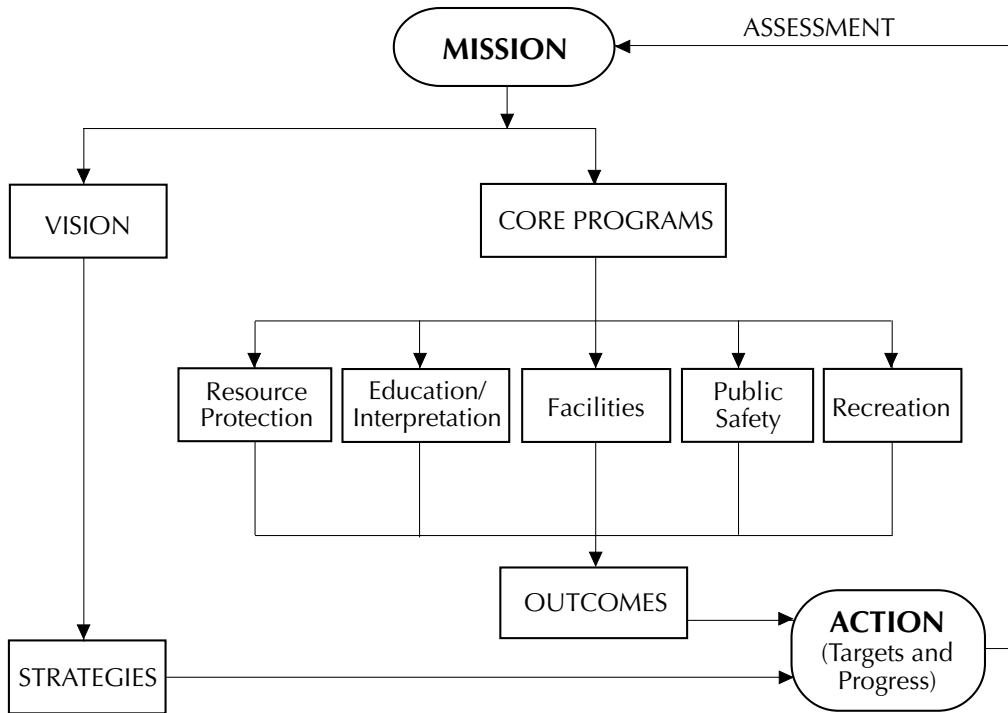 ASSESSMENT
MISSION
VISION
CORE PROGRAMS
Resource
Protection
Education/
Interpretation
Facilities
Public
Safety
Recreation
OUTCOMES
ACTION
(Targets and
Progress)
STRATEGIES